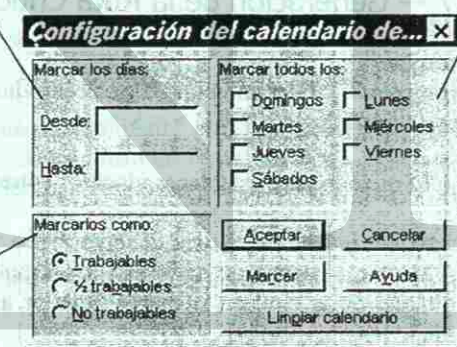 Configuración del calendario de...
Marcar los días:
Desde:
Hasta:
Marcar todos los:
Domingos
Lunes
Martes
Miércoles
Jueves
Viernes
Sábados
Marcarlos como:
Trabajables
½ trabajables
No trabajables
Aceptar
Cancelar
Marcar
Ayuda
Limpiar calendario